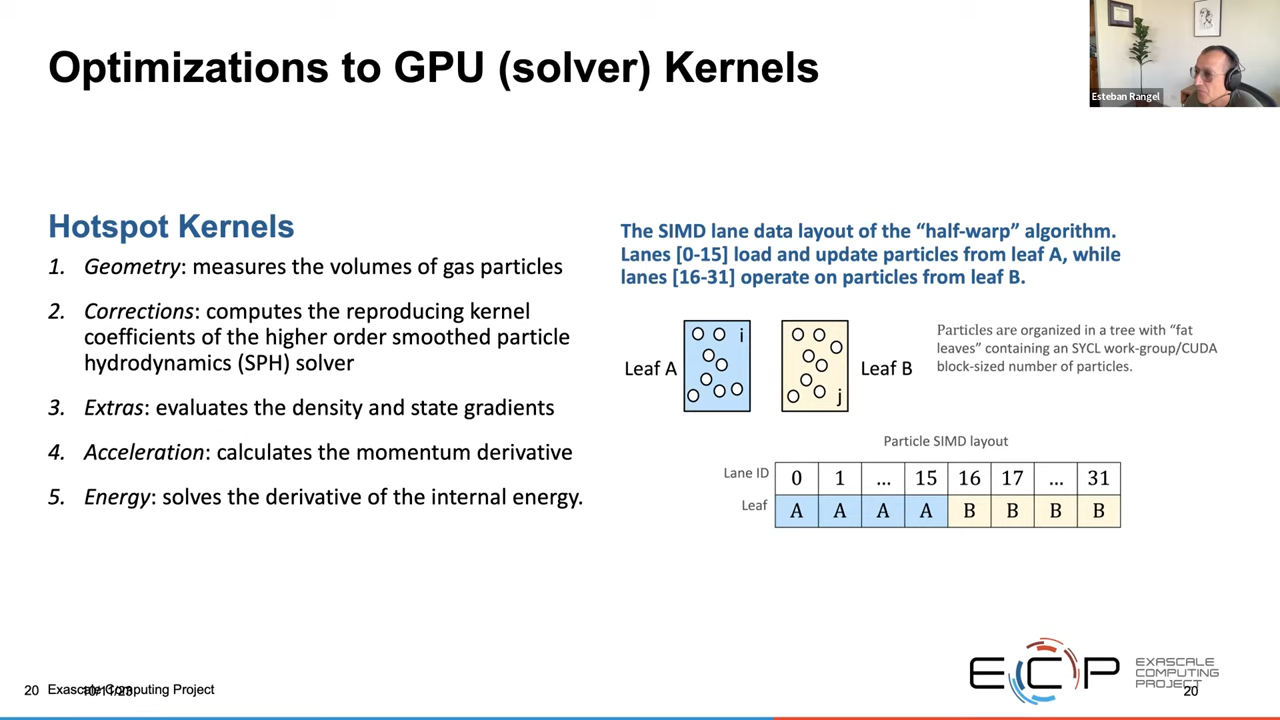 Optimizations to GPU (solver) Kernels
Esteban Rangel
Hotspot Kernels
1. Geometry: measures the volumes of gas particles
2. Corrections: computes the reproducing kernel
coefficients of the higher order smoothed particle
hydrodynamics (SPH) solver
3. Extras: evaluates the density and state gradients
4. Acceleration: calculates the momentum derivative
5. Energy: solves the derivative of the internal energy.
The SIMD lane data layout of the “half-warp” algorithm.
Lanes [0-15] load and update particles from leaf A, while
lanes [16-31] operate on particles from leaf B.
Leaf A
i
j
Leaf B
Particles are organized in a tree with “fat
leaves” containing an SYCL work-group/CUDA
block-sized number of particles.
Particle SIMD layout
Lane ID 0 1 ... 15 16 17 ... 31
Leaf A A A A B B B B
20 Exascale Computing Project
10/11/23
ECP
EXASCALE
COMPUTING
PROJECT
20